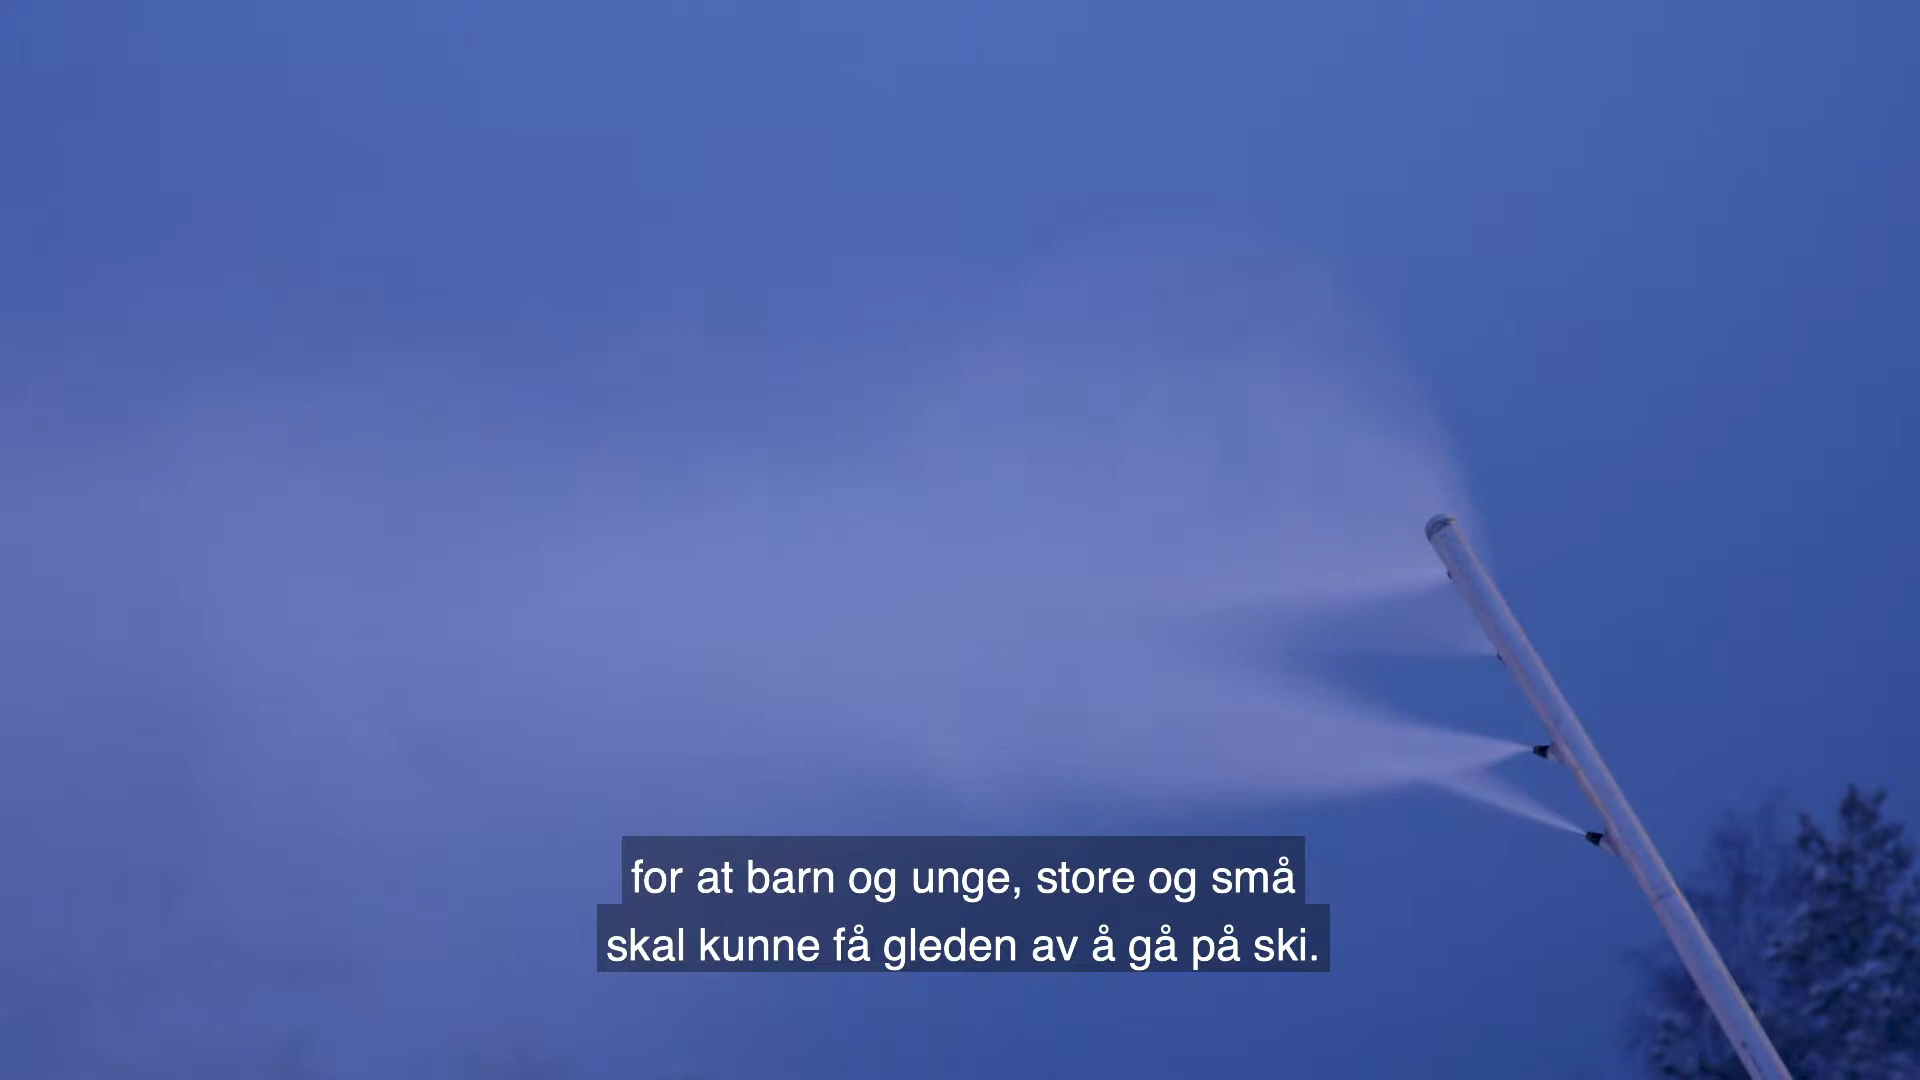 for at barn og unge, store og små
skal kunne få gleden av å gå på ski.